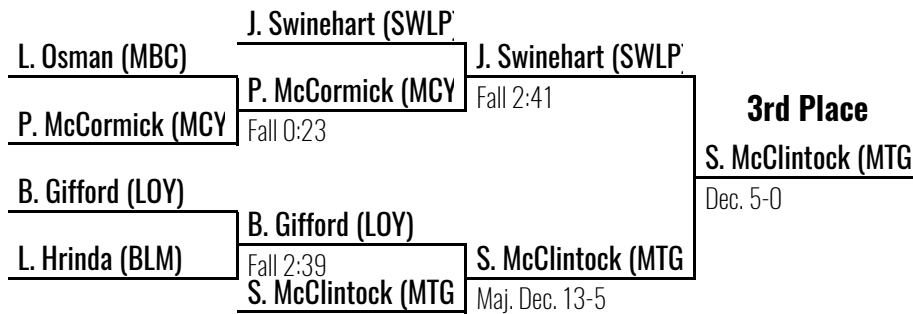 J. Swinehart (SWLP
L. Osman (MBC)
J. Swinehart (SWLP
P. McCormick (MCY
Fall 2:41
3rd Place
P. McCormick (MCY
Fall 0:23
S. McClintock (MTG
B. Gifford (LOY)
Dec. 5-0
B. Gifford (LOY)
L. Hrinda (BLM)
Fall 2:39
S. McClintock (MTG
S. McClintock (MTG
Maj. Dec. 13-5